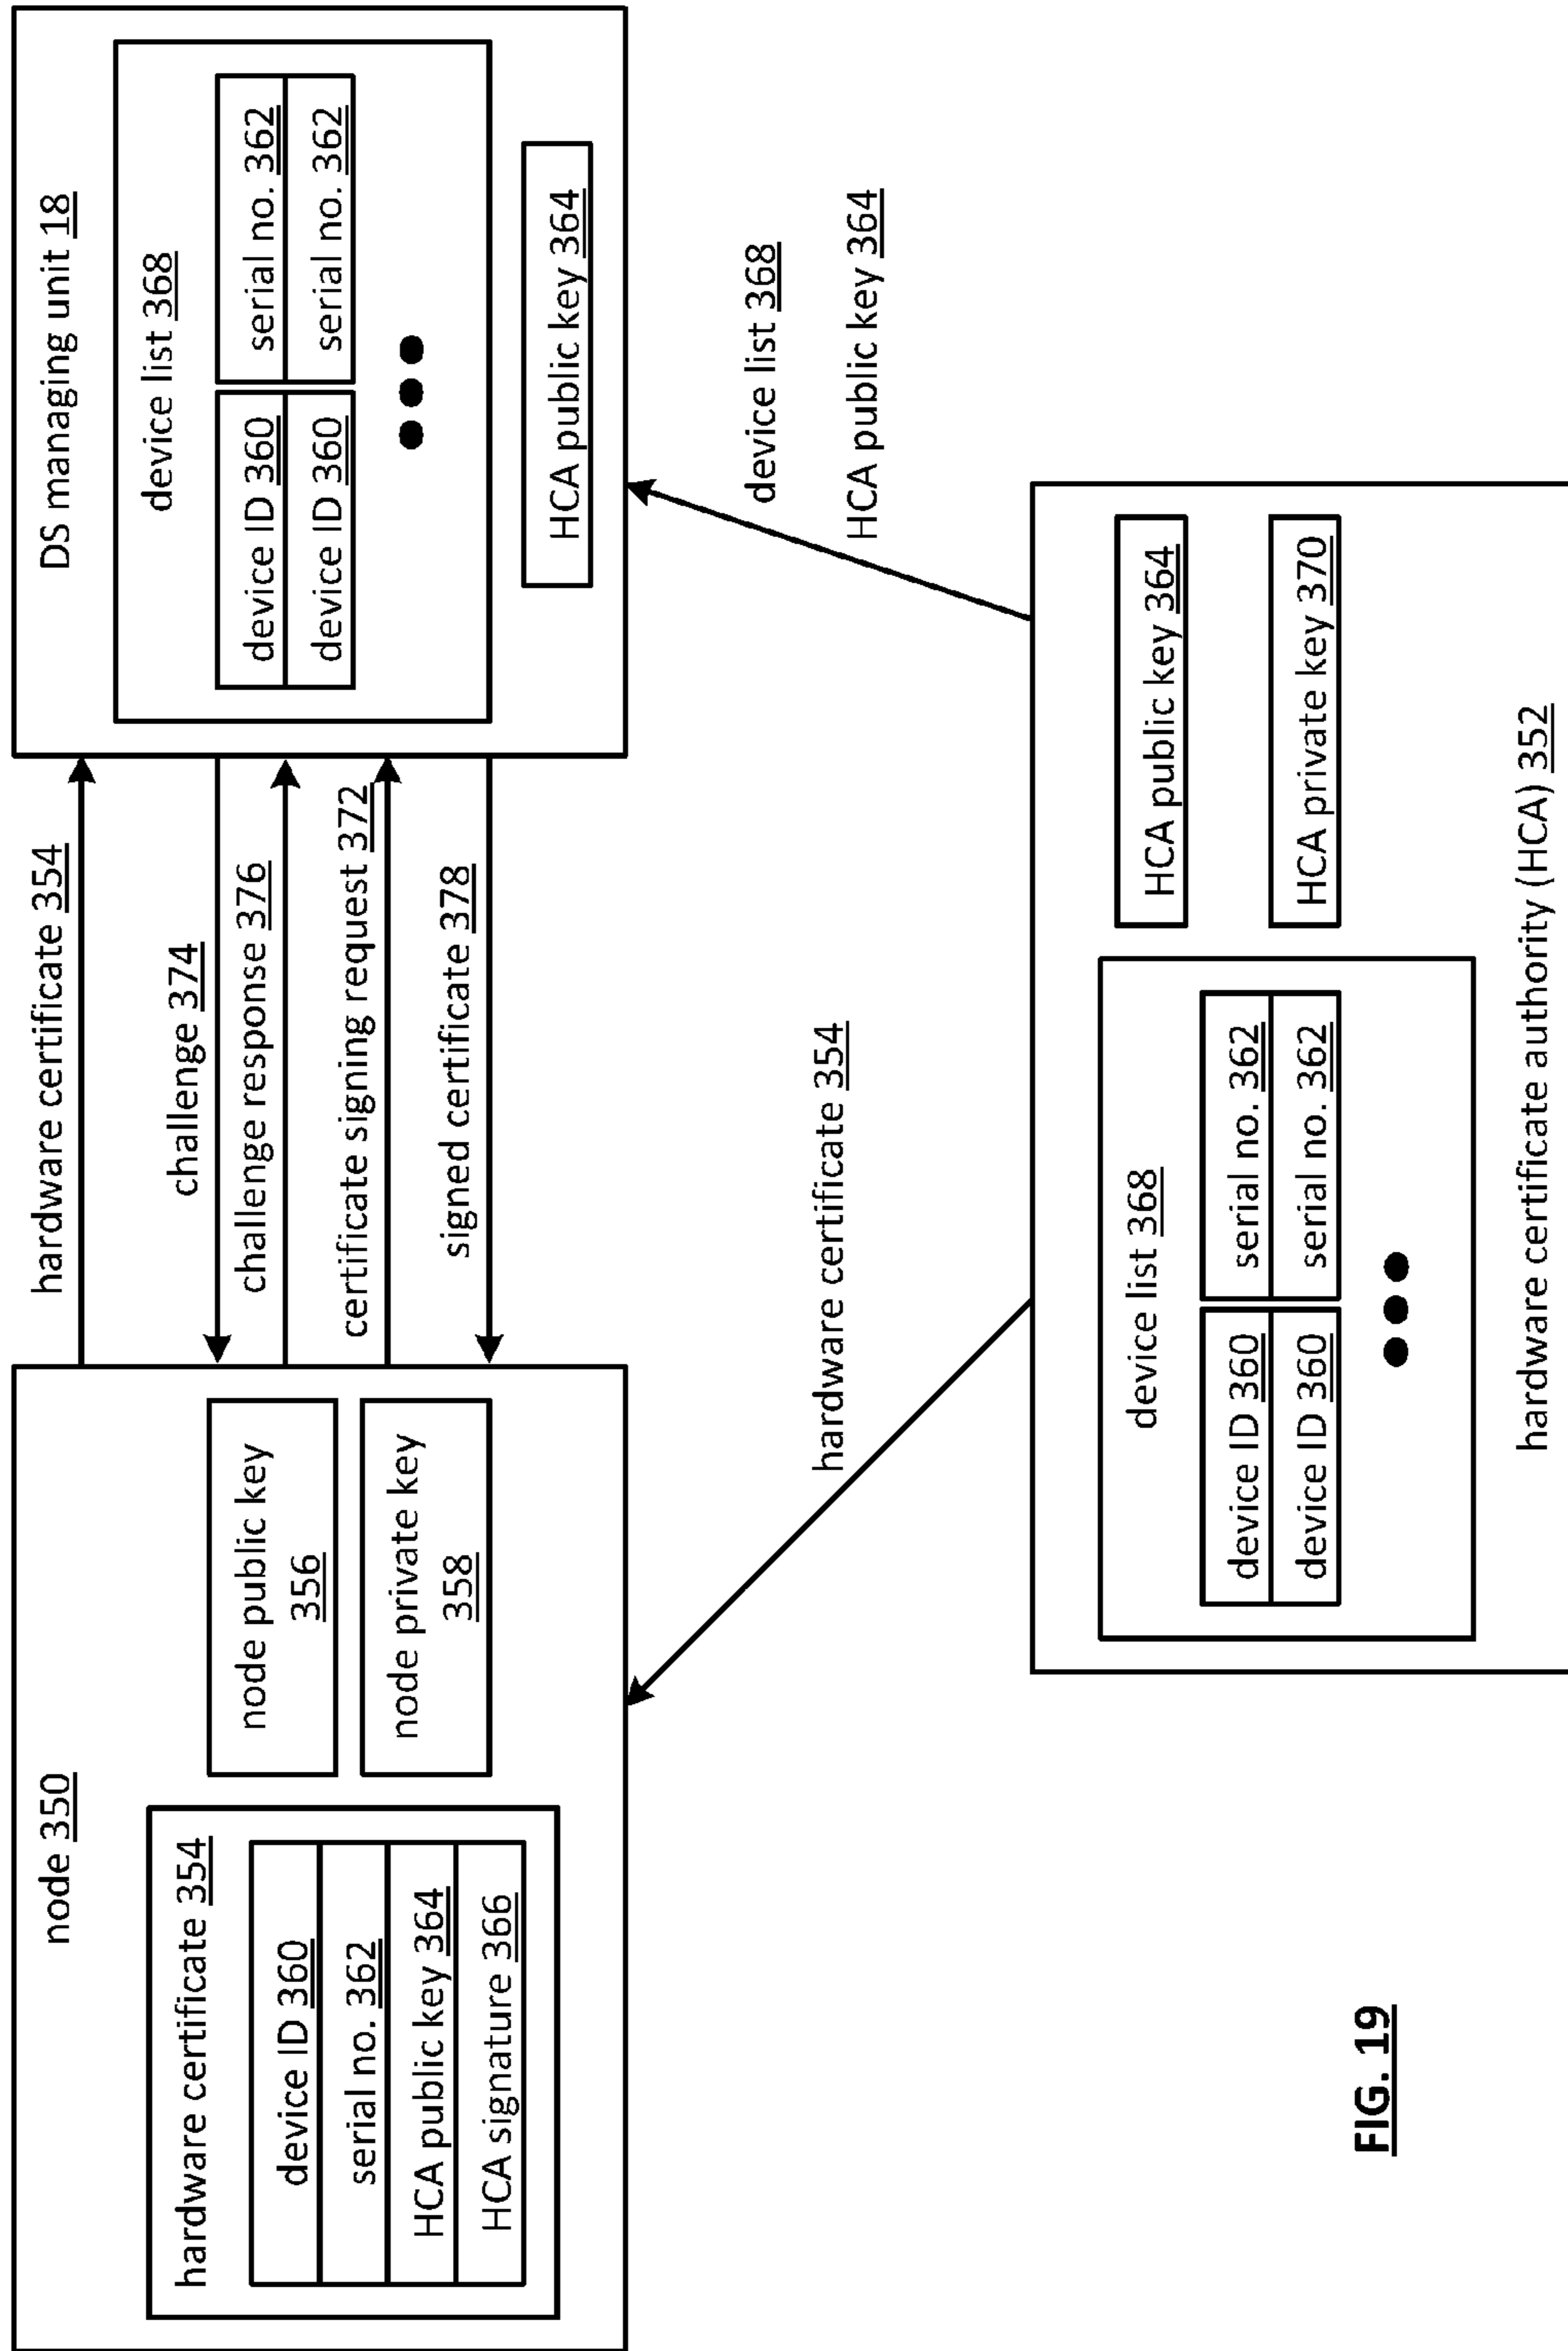 node 350
hardware certificate 354
device ID 360
serial no. 362
HCA public key 364
HCA signature 366
node public key
356
node private key
358
hardware certificate 354
challenge 374
challenge response 376
certificate signing request 372
signed certificate 378
DS managing unit 18
device list 368
device ID 360 serial no. 362
device ID 360 serial no. 362
HCA public key 364
hardware certificate 354
device list 368
HCA public key 364
device list 368
device ID 360 serial no. 362
device ID 360 serial no. 362
HCA public key 364
HCA private key 370
hardware certificate authority (HCA) 352
FIG. 19